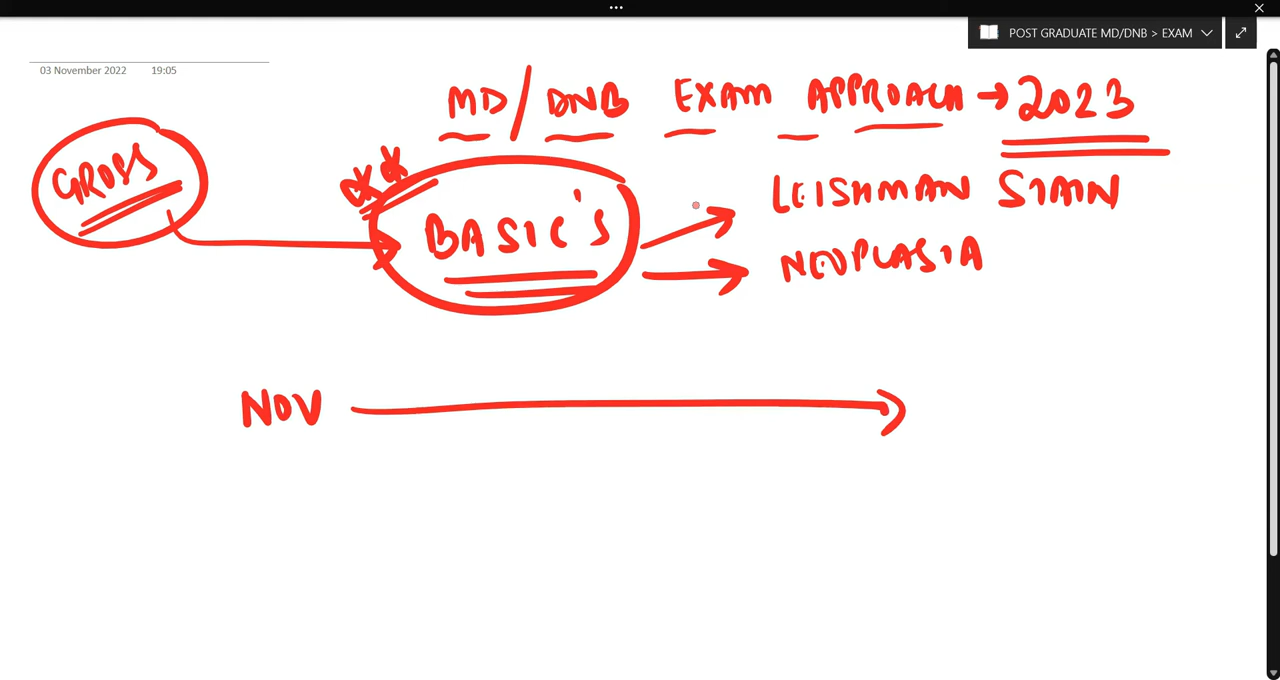 POST GRADUATE MD/DNB > EXAM
03 November 2022 19:05
MD/DNB EXAM APPROACH → 2023
GROSS
BASIC'S
LEISHMAN STAIN
NEOPLASIA
NOV